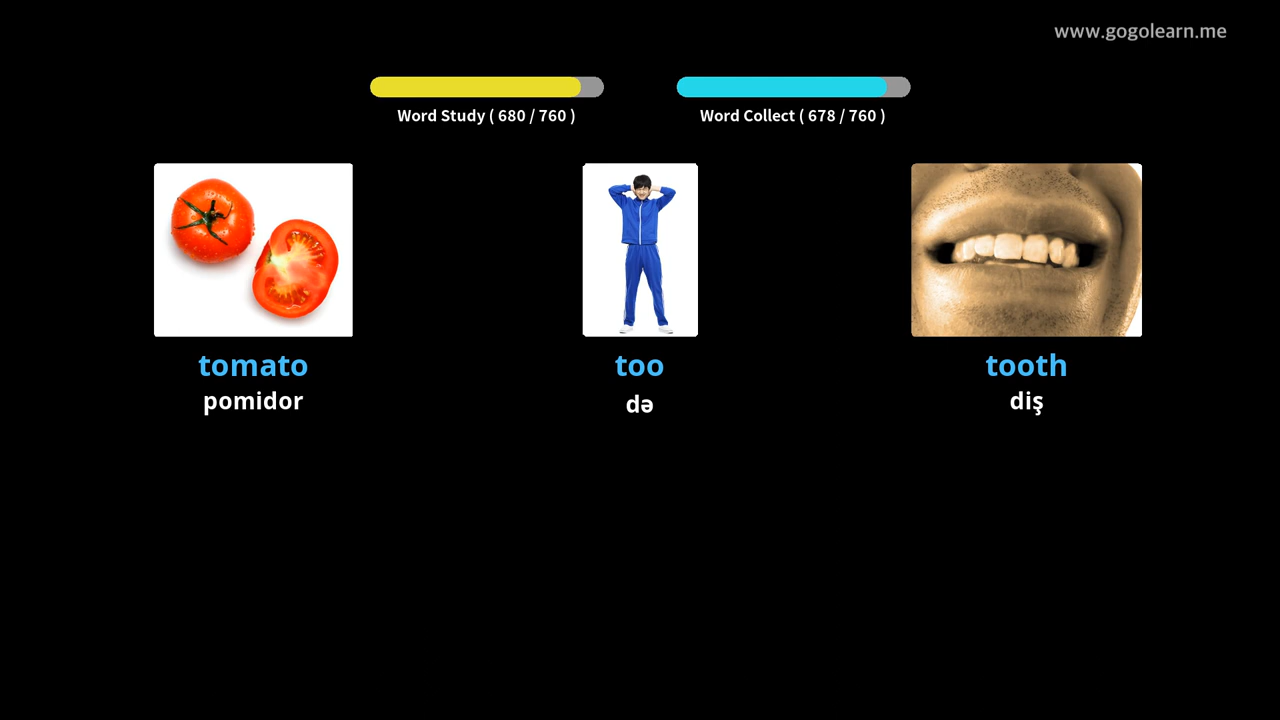 www.gogolearn.me
Word Study ( 680 / 760 )
Word Collect ( 678 / 760 )
tomato
pomidor
too
də
tooth
diş